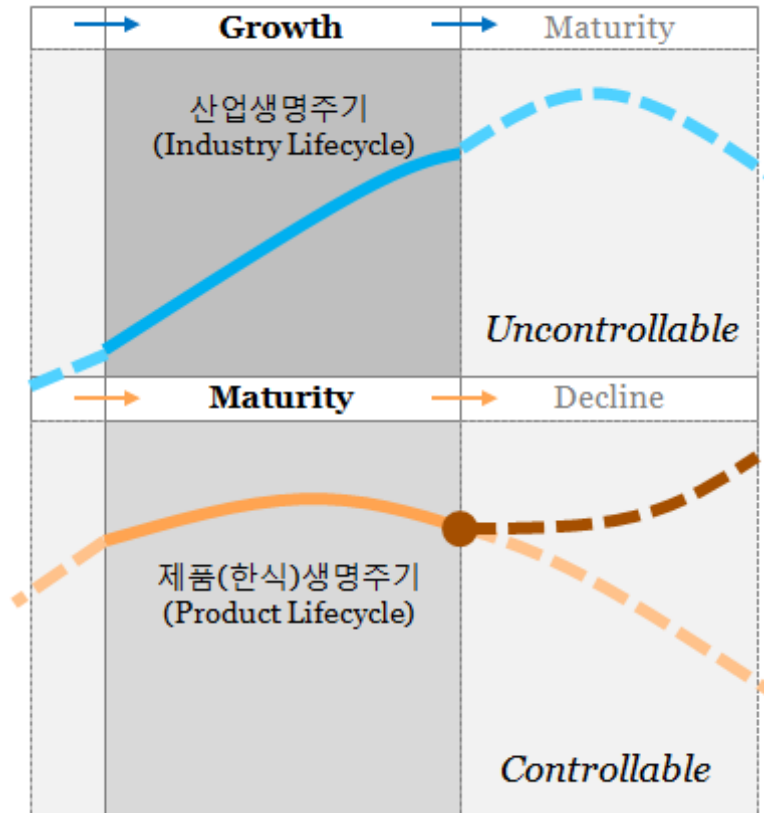 Growth
Maturity
산업생명주기
(Industry Lifecycle)
Uncontrollable
Maturity
Decline
제품(한식)생명주기
(Product Lifecycle)
Controllable